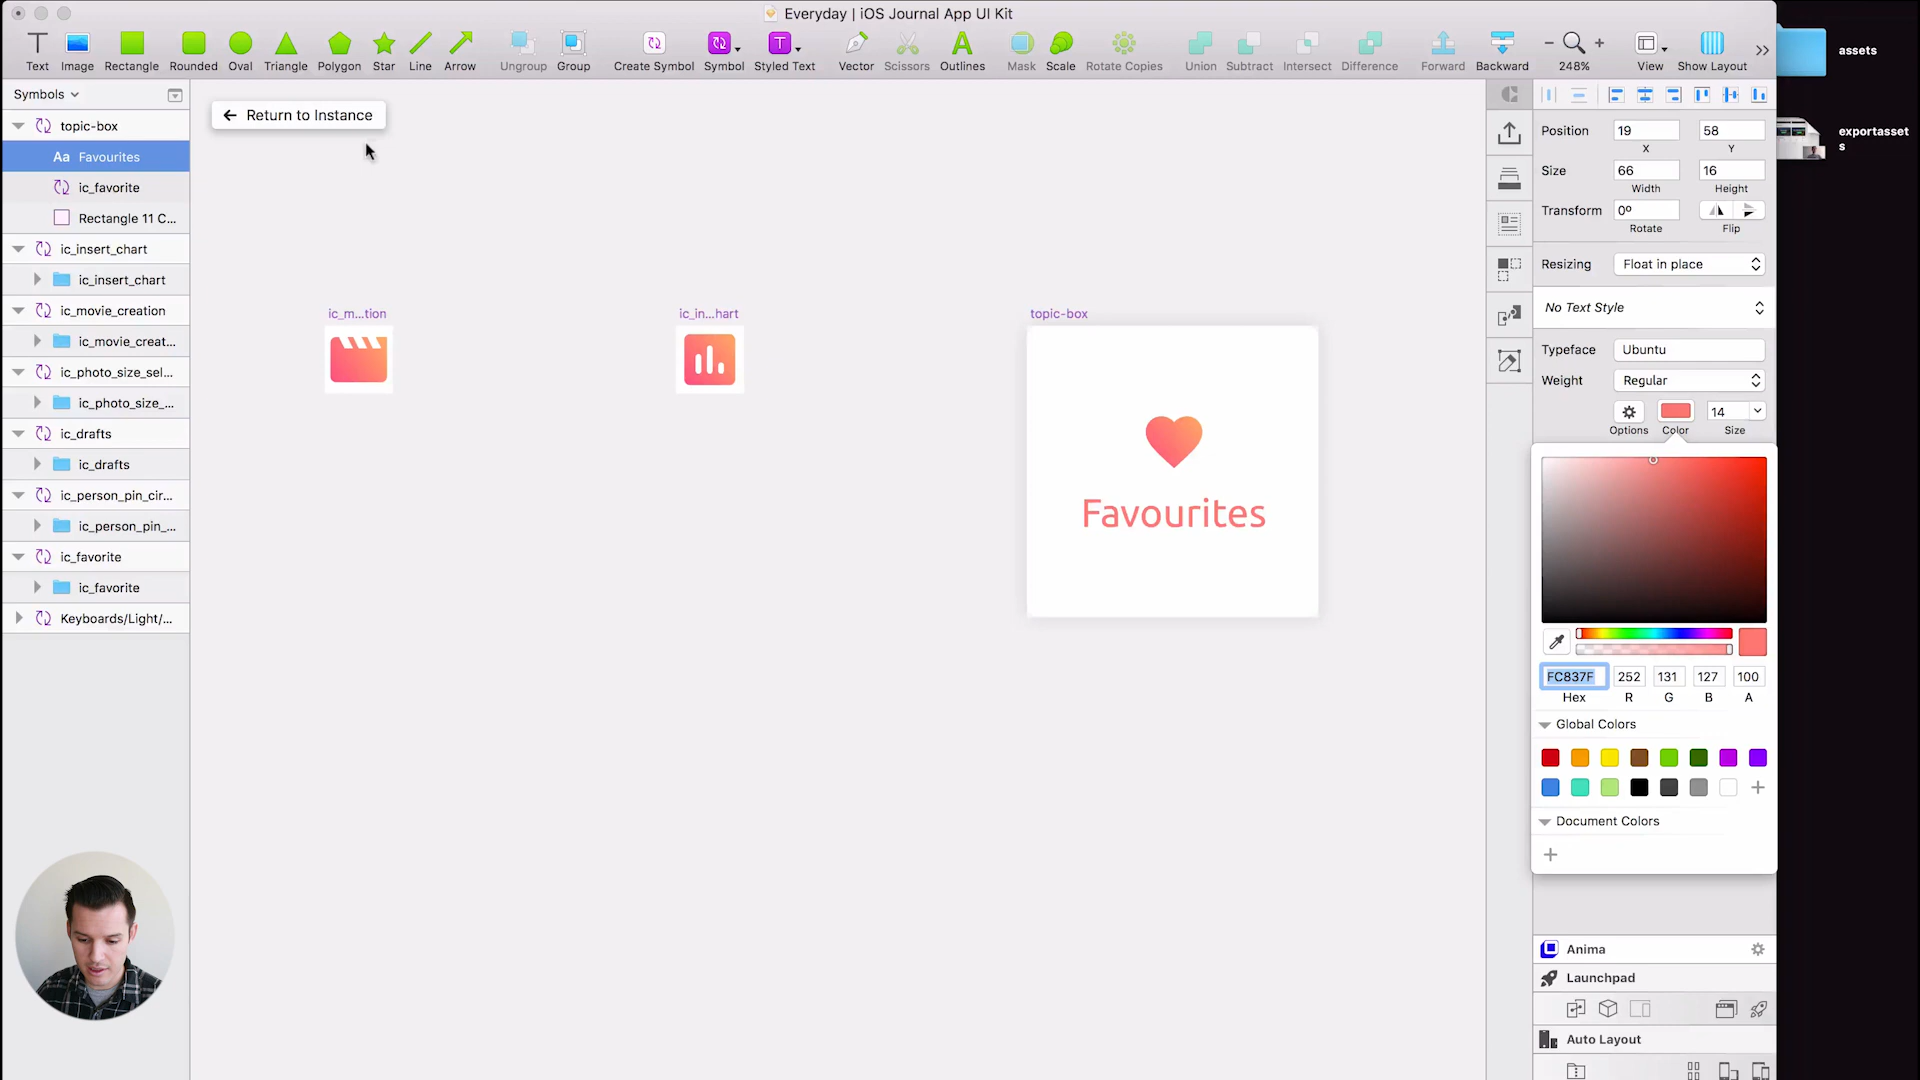 Everyday | iOS Journal App UI Kit
Text Image Rectangle Rounded Oval Triangle Polygon Star Line Arrow Ungroup Group Create Symbol Symbol Styled Text Vector Scissors Outlines Mask Scale Rotate Copies Union Subtract Intersect Difference Forward Backward 248% View Show Layout
assets
exportasset
s
Symbols
topic-box
Aa Favourites
ic_favorite
Rectangle 11 C...
ic_insert_chart
ic_insert_chart
ic_movie_creation
ic_movie_creat...
ic_photo_size_sel...
ic_photo_size_...
ic_drafts
ic_drafts
ic_person_pin_cir...
ic_person_pin_...
ic_favorite
ic_favorite
Keyboards/Light/...
Return to Instance
ic_m...tion
ic_in...hart
topic-box
Favourites
Position 19 58
X Y
Size 66 16
Width Height
Transform 0º
Rotate Flip
Resizing Float in place
No Text Style
Typeface Ubuntu
Weight Regular
14
Options Color Size
FC837F 252 131 127 100
Hex R G B A
Global Colors
Document Colors
Anima
Launchpad
Auto Layout